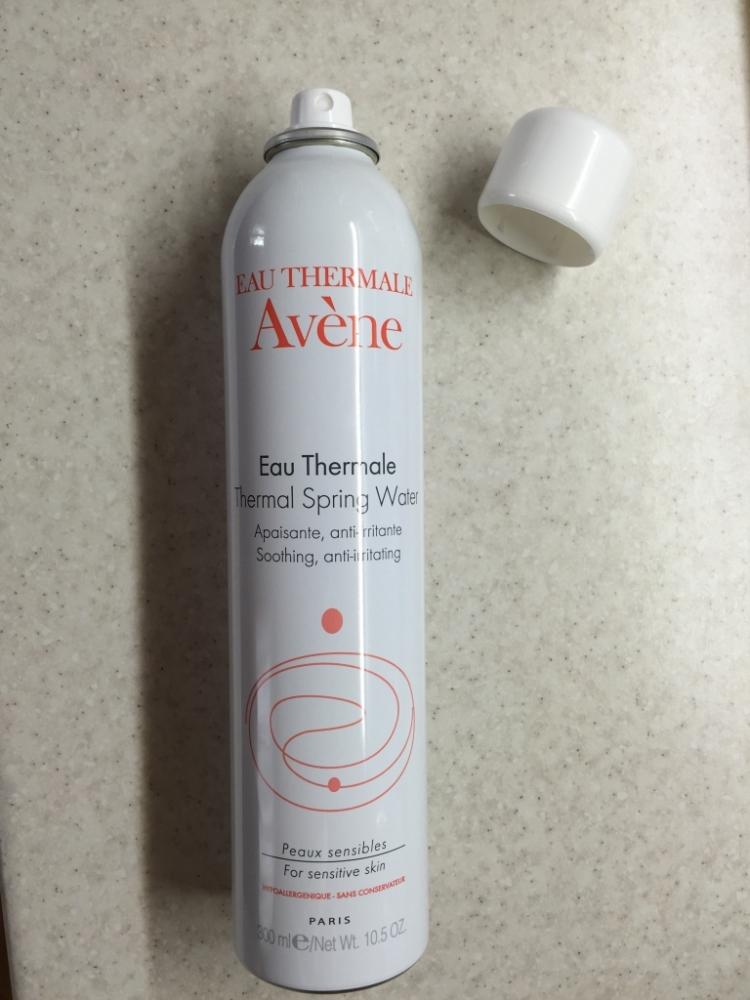 EAU THERMALE
Avène
Eau Thermale
Thermal Spring Water
Apaisante, anti-irritante
Soothing, anti-irritating
Peaux sensibles
For sensitive skin
HYPOALLERGENIQUE - SANS CONSERVATEUR
PARIS
300 ml e/Net Wt. 10.5 OZ.